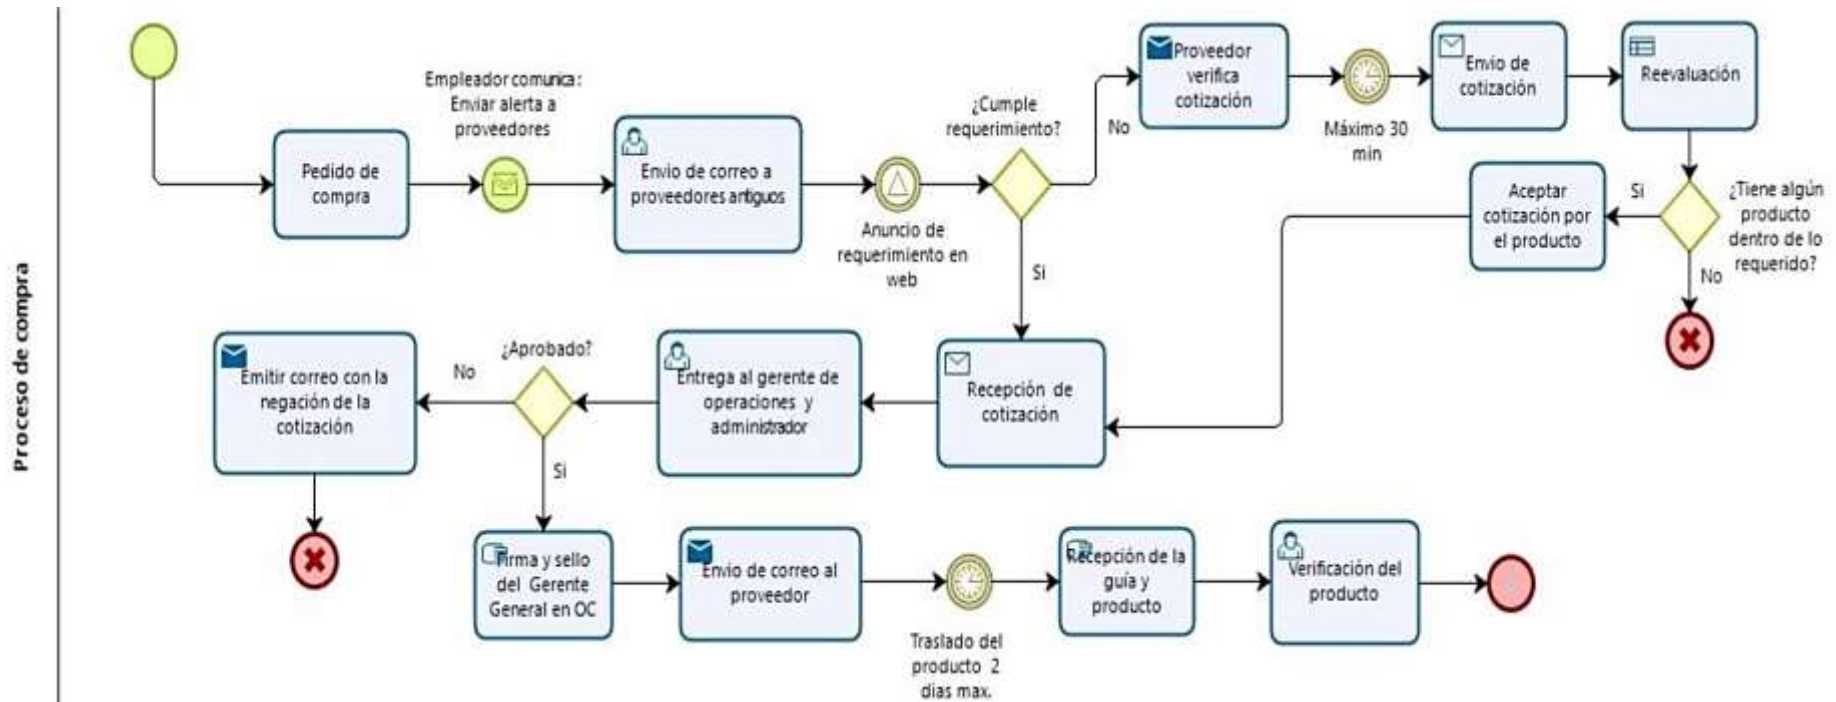 Proceso de compra
Pedido de
compra
Empleador comunica:
Enviar alerta a
proveedores
Envio de correo a
proveedores antiguos
Anuncio de
requerimiento en
web
¿Cumple
requerimiento?
No
Si
Proveedor
verifica
cotización
Máximo 30
min
Envio de
cotización
Reevaluación
¿Tiene algún
producto
dentro de lo
requerido?
Si
No
Aceptar
cotización por
el producto
Recepción de
cotización
Entrega al gerente de
operaciones y
administrador
¿Aprobado?
No
Si
Emitir correo con la
negación de la
cotización
Firma y sello
del Gerente
General en OC
Envio de correo al
proveedor
Traslado del
producto 2
dias max.
Recepción de la
guía y
producto
Verificación del
producto